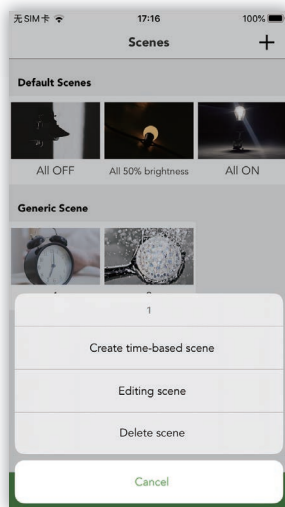 无SIM卡 17:16 100%
Scenes +
Default Scenes
All OFF All 50% brightness All ON
Generic Scene
1
Create time-based scene
Editing scene
Delete scene
Cancel